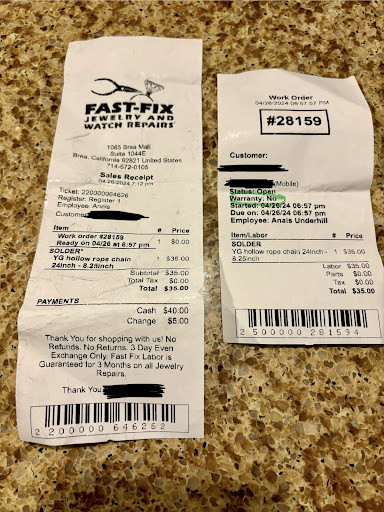 FAST-FIX
JEWELRY AND
WATCH REPAIRS
1065 Brea Mall
Suite 1044E
Brea, California 92821 United States
714-672-0105
Sales Receipt
04/26/2024 7:12 pm
Ticket: 220000064626
Register: Register 1
Employee: Anais
Customer
Item # Price
Work order #28159 1 $0.00
Ready on 04/26 at 6:57 pm
SOLDER*
YG hollow rope chain 1 $35.00
24inch - 8.25inch
Subtotal $35.00
Total Tax $0.00
Total $35.00
PAYMENTS
Cash $40.00
Change $5.00
Thank You for shopping with us! No
Refunds. No Returns. 3 Day Even
Exchange Only. Fast Fix Labor is
Guaranteed for 3 Months on all Jewelry
Repairs.
Thank You
2 200000 646262
Work Order
04/26/2024 06:57:57 PM
#28159
Customer:
(Mobile)
Status: Open
Warranty: No
Started: 04/26/24 06:57 pm
Due on: 04/26/24 06:57 pm
Employee: Anais Underhill
Item/Labor # Price
SOLDER
YG hollow rope chain 24inch - 1 $35.00
8.25inch
Labor $35.00
Parts $0.00
Tax $0.00
Total $35.00
2 500000 281594